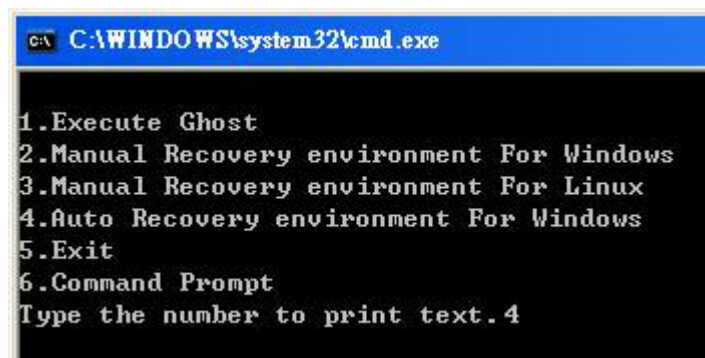 C:\WINDOWS\system32\cmd.exe
1.Execute Ghost
2.Manual Recovery environment For Windows
3.Manual Recovery environment For Linux
4.Auto Recovery environment For Windows
5.Exit
6.Command Prompt
Type the number to print text.4